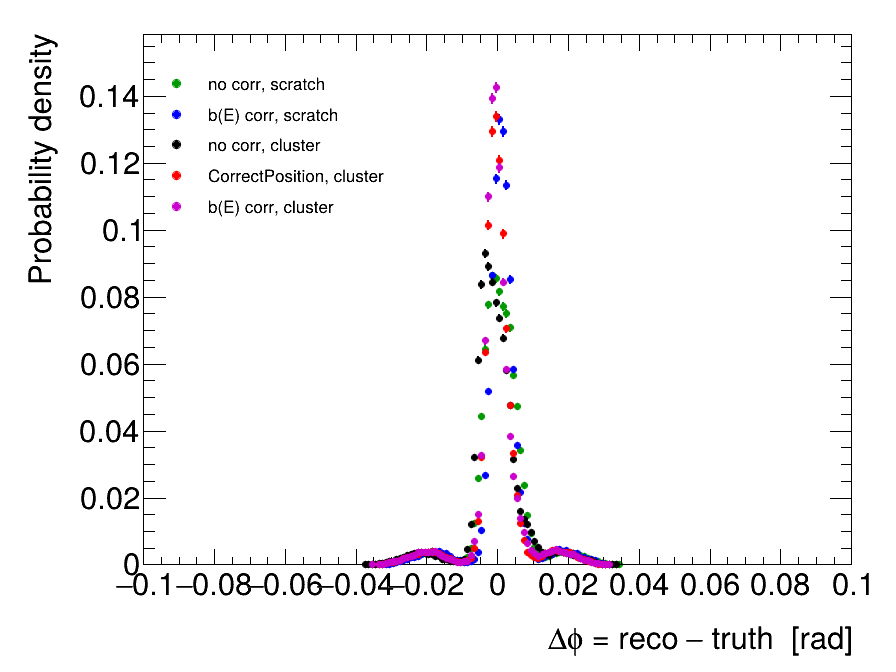 Probability density
0.14
0.12
0.1
0.08
0.06
0.04
0.02
0
no corr, scratch
b(E) corr, scratch
no corr, cluster
CorrectPosition, cluster
b(E) corr, cluster
−0.1 −0.08 −0.06 −0.04 −0.02 0 0.02 0.04 0.06 0.08 0.1
Δϕ = reco − truth [rad]